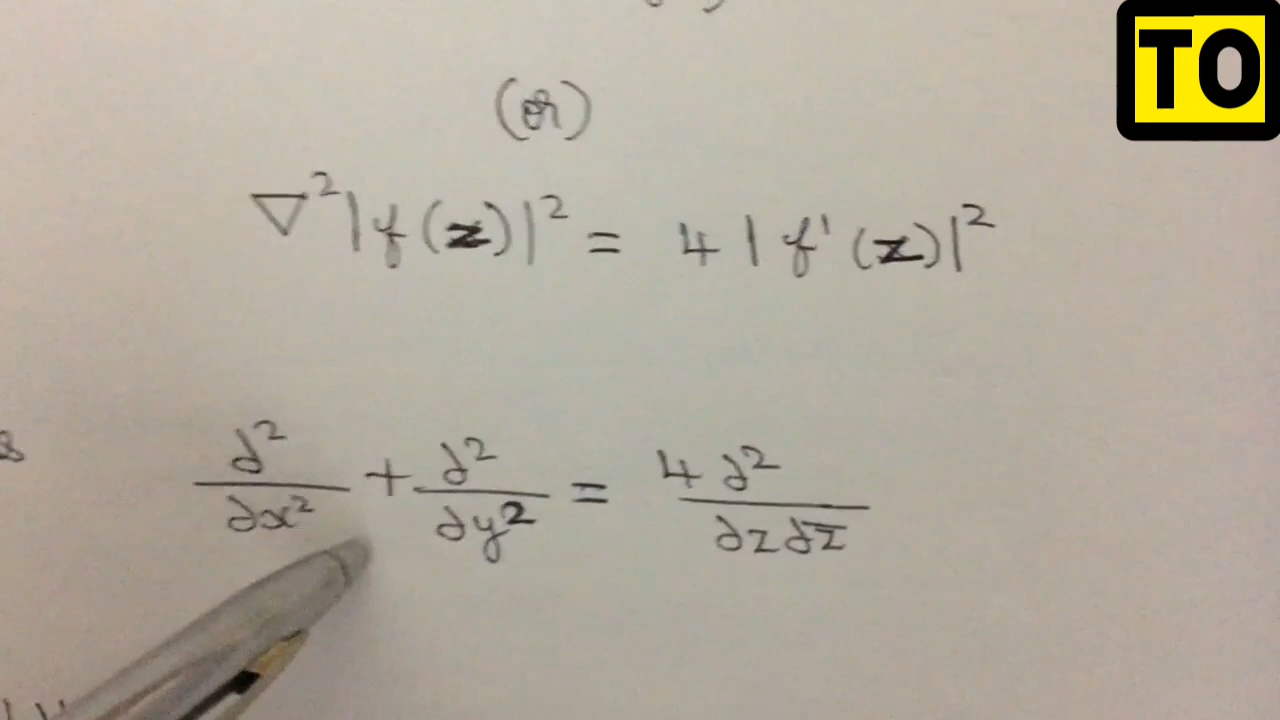 TO
(or)
∇²|f(z)|² = 4|f'(z)|²
∂²/∂x² + ∂²/∂y² = 4∂²/∂z∂z̅